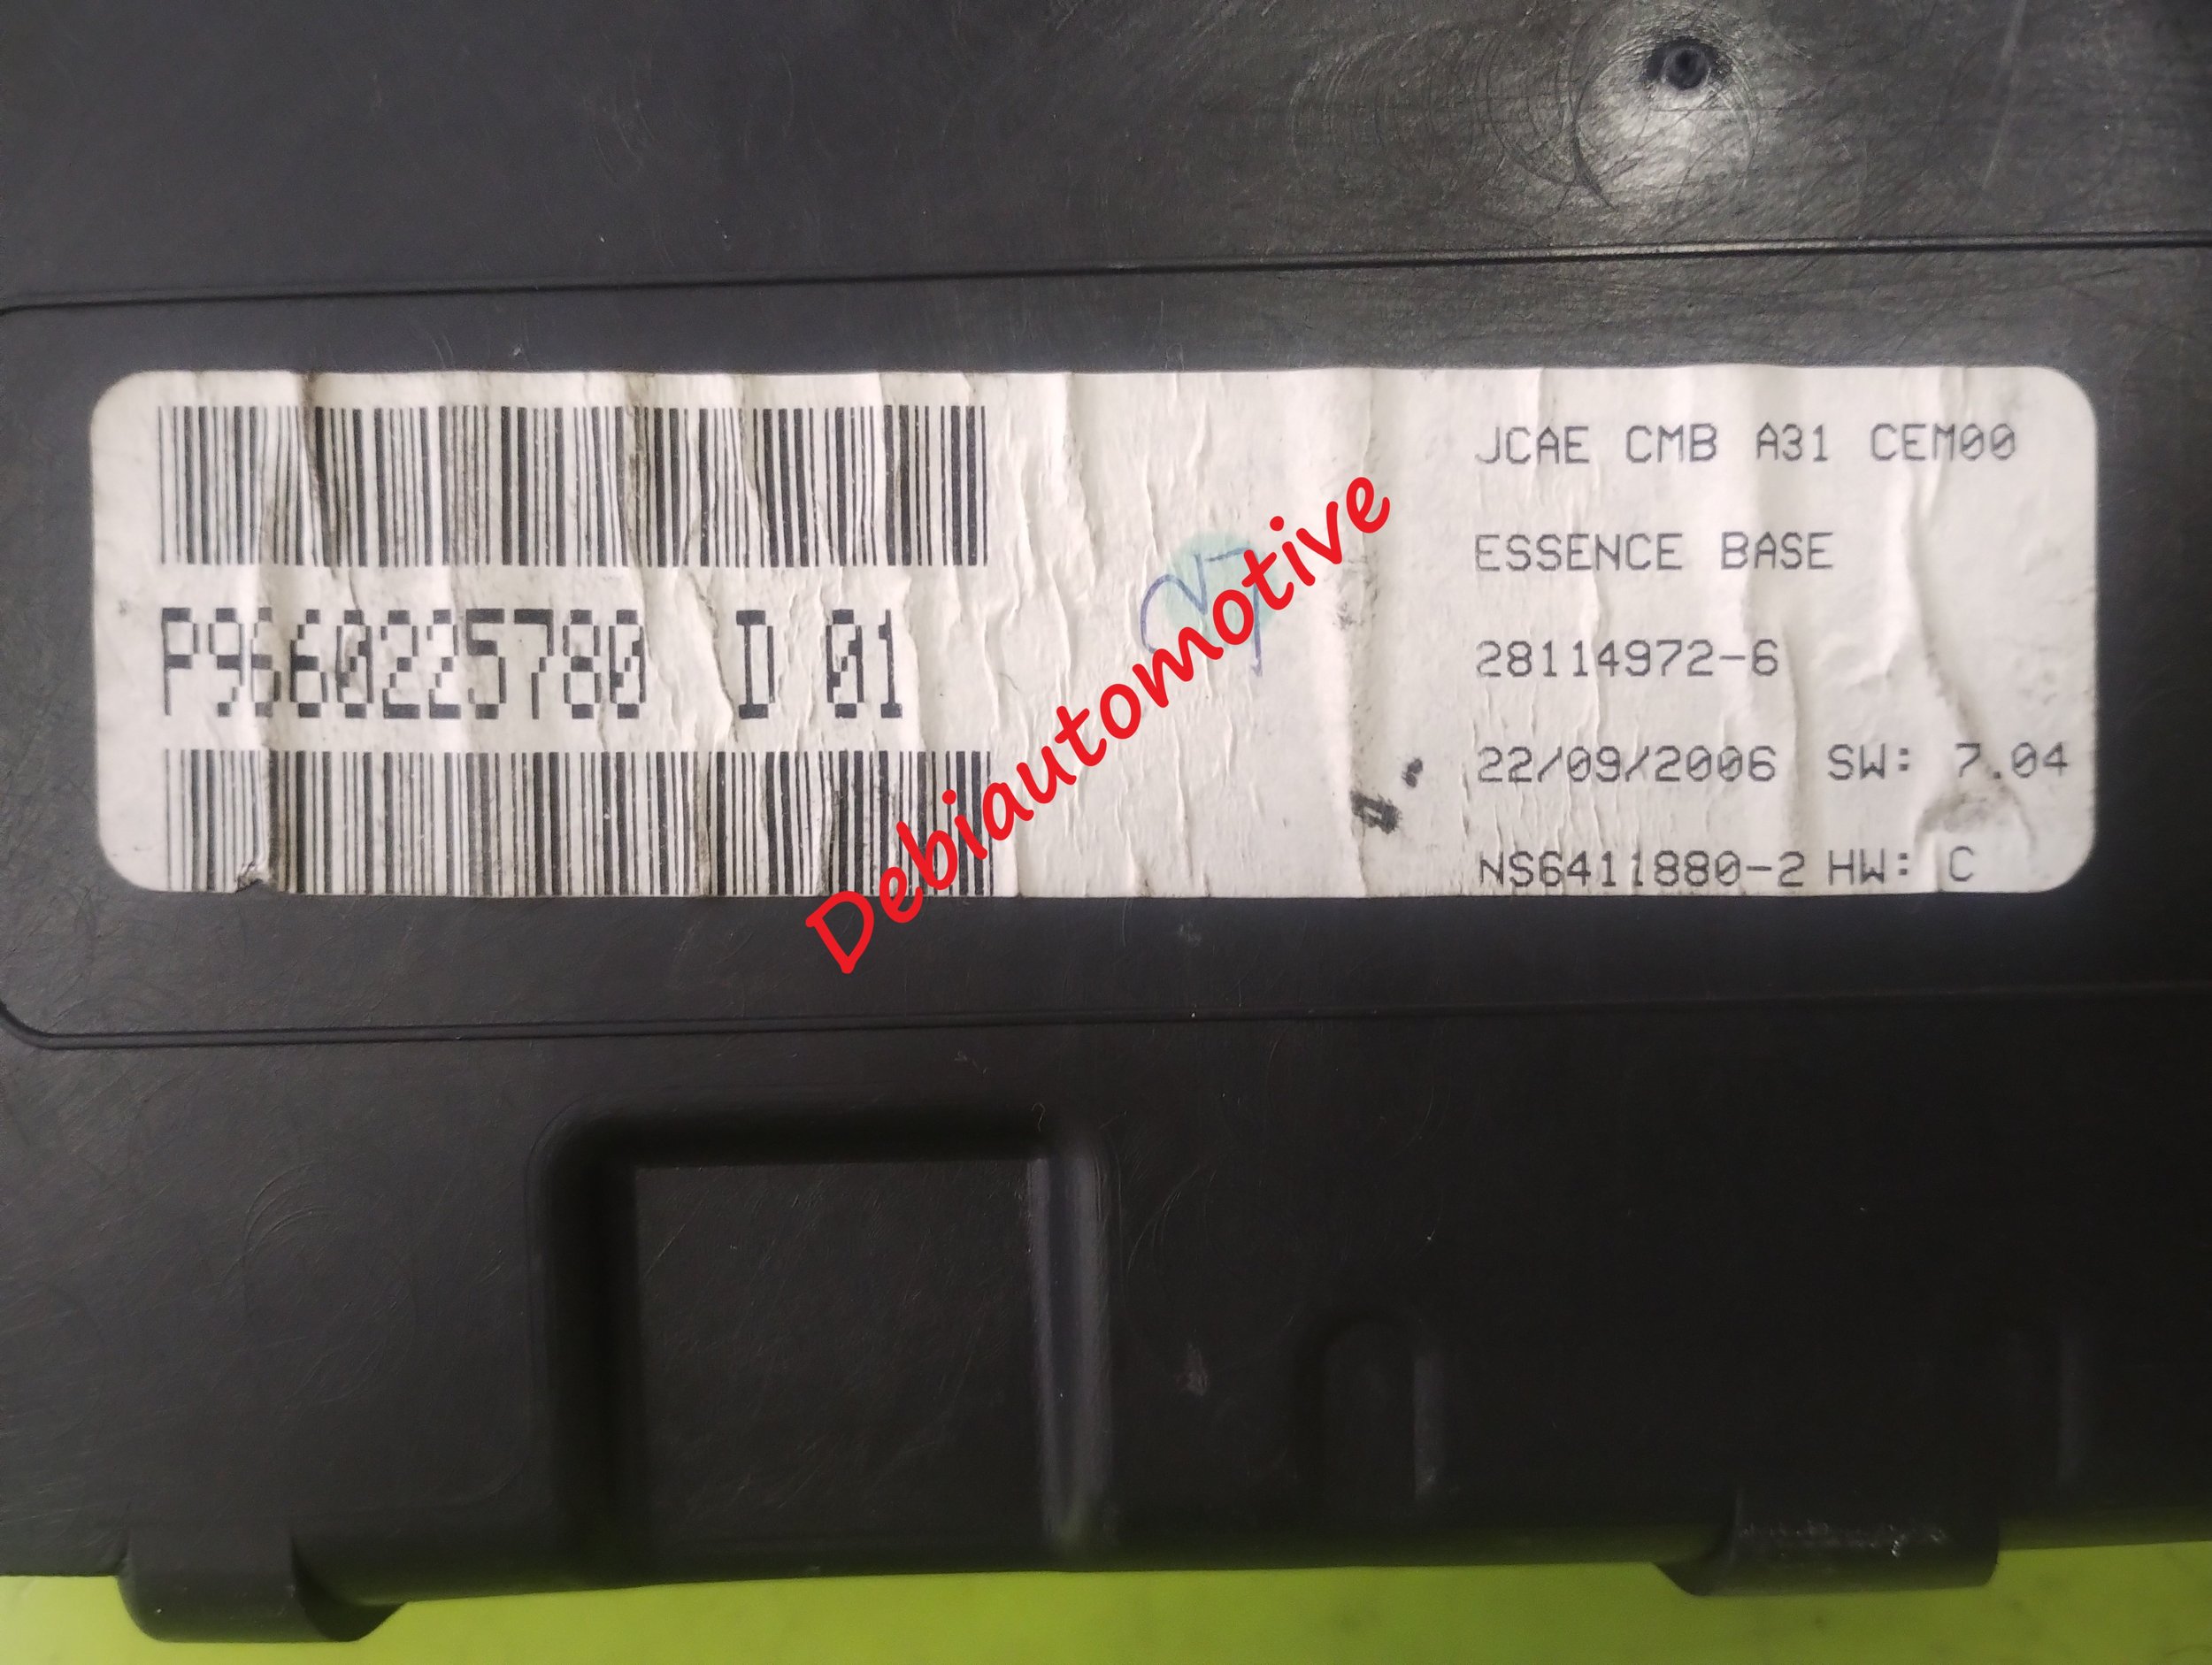 P9660225780 D 01
JCAE CMB A31 CEM00
ESSENCE BASE
28114972-6
22/09/2006 SW: 7.04
NS6411880-2 HW: C
Debiautomotive